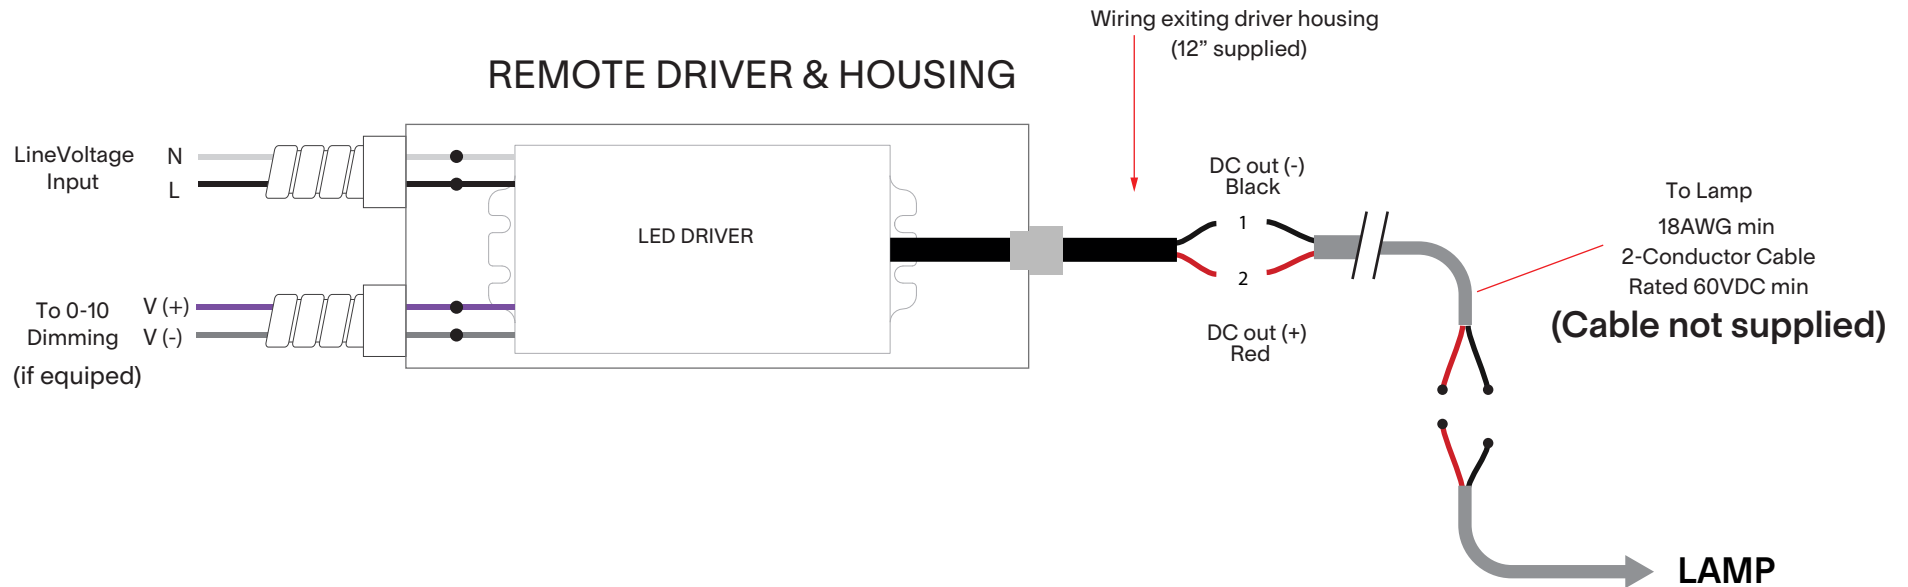 Wiring exiting driver housing
(12” supplied)
REMOTE DRIVER & HOUSING
LineVoltage
Input
N
L
LED DRIVER
To 0-10
Dimming
(if equiped)
V (+)
V (-)
DC out (-)
Black
1
2
DC out (+)
Red
To Lamp
18AWG min
2-Conductor Cable
Rated 60VDC min
(Cable not supplied)
LAMP